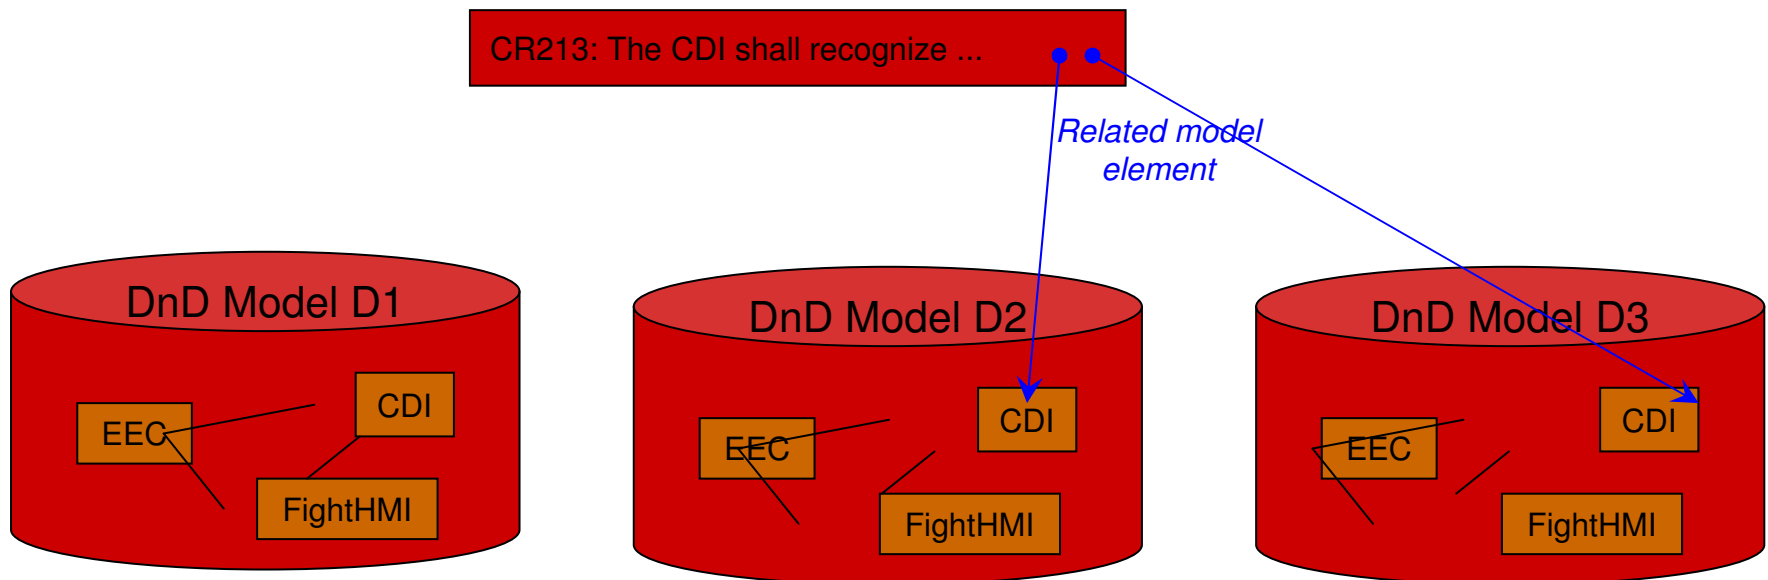 CR213: The CDI shall recognize ...
Related model
element
DnD Model D1
DnD Model D2
DnD Model D3
EEC
CDI
FightHMI
EEC
CDI
FightHMI
EEC
CDI
FightHMI